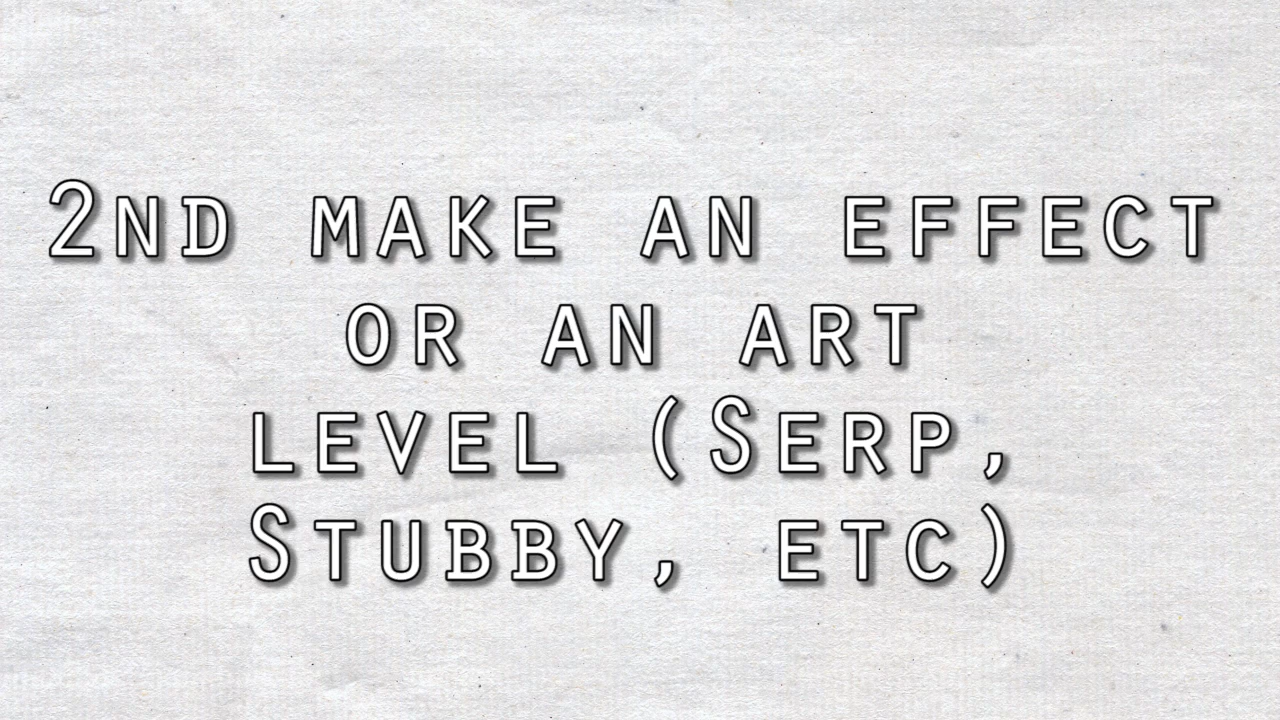 2nd make an effect
or an art
level (Serp,
Stubby, etc)